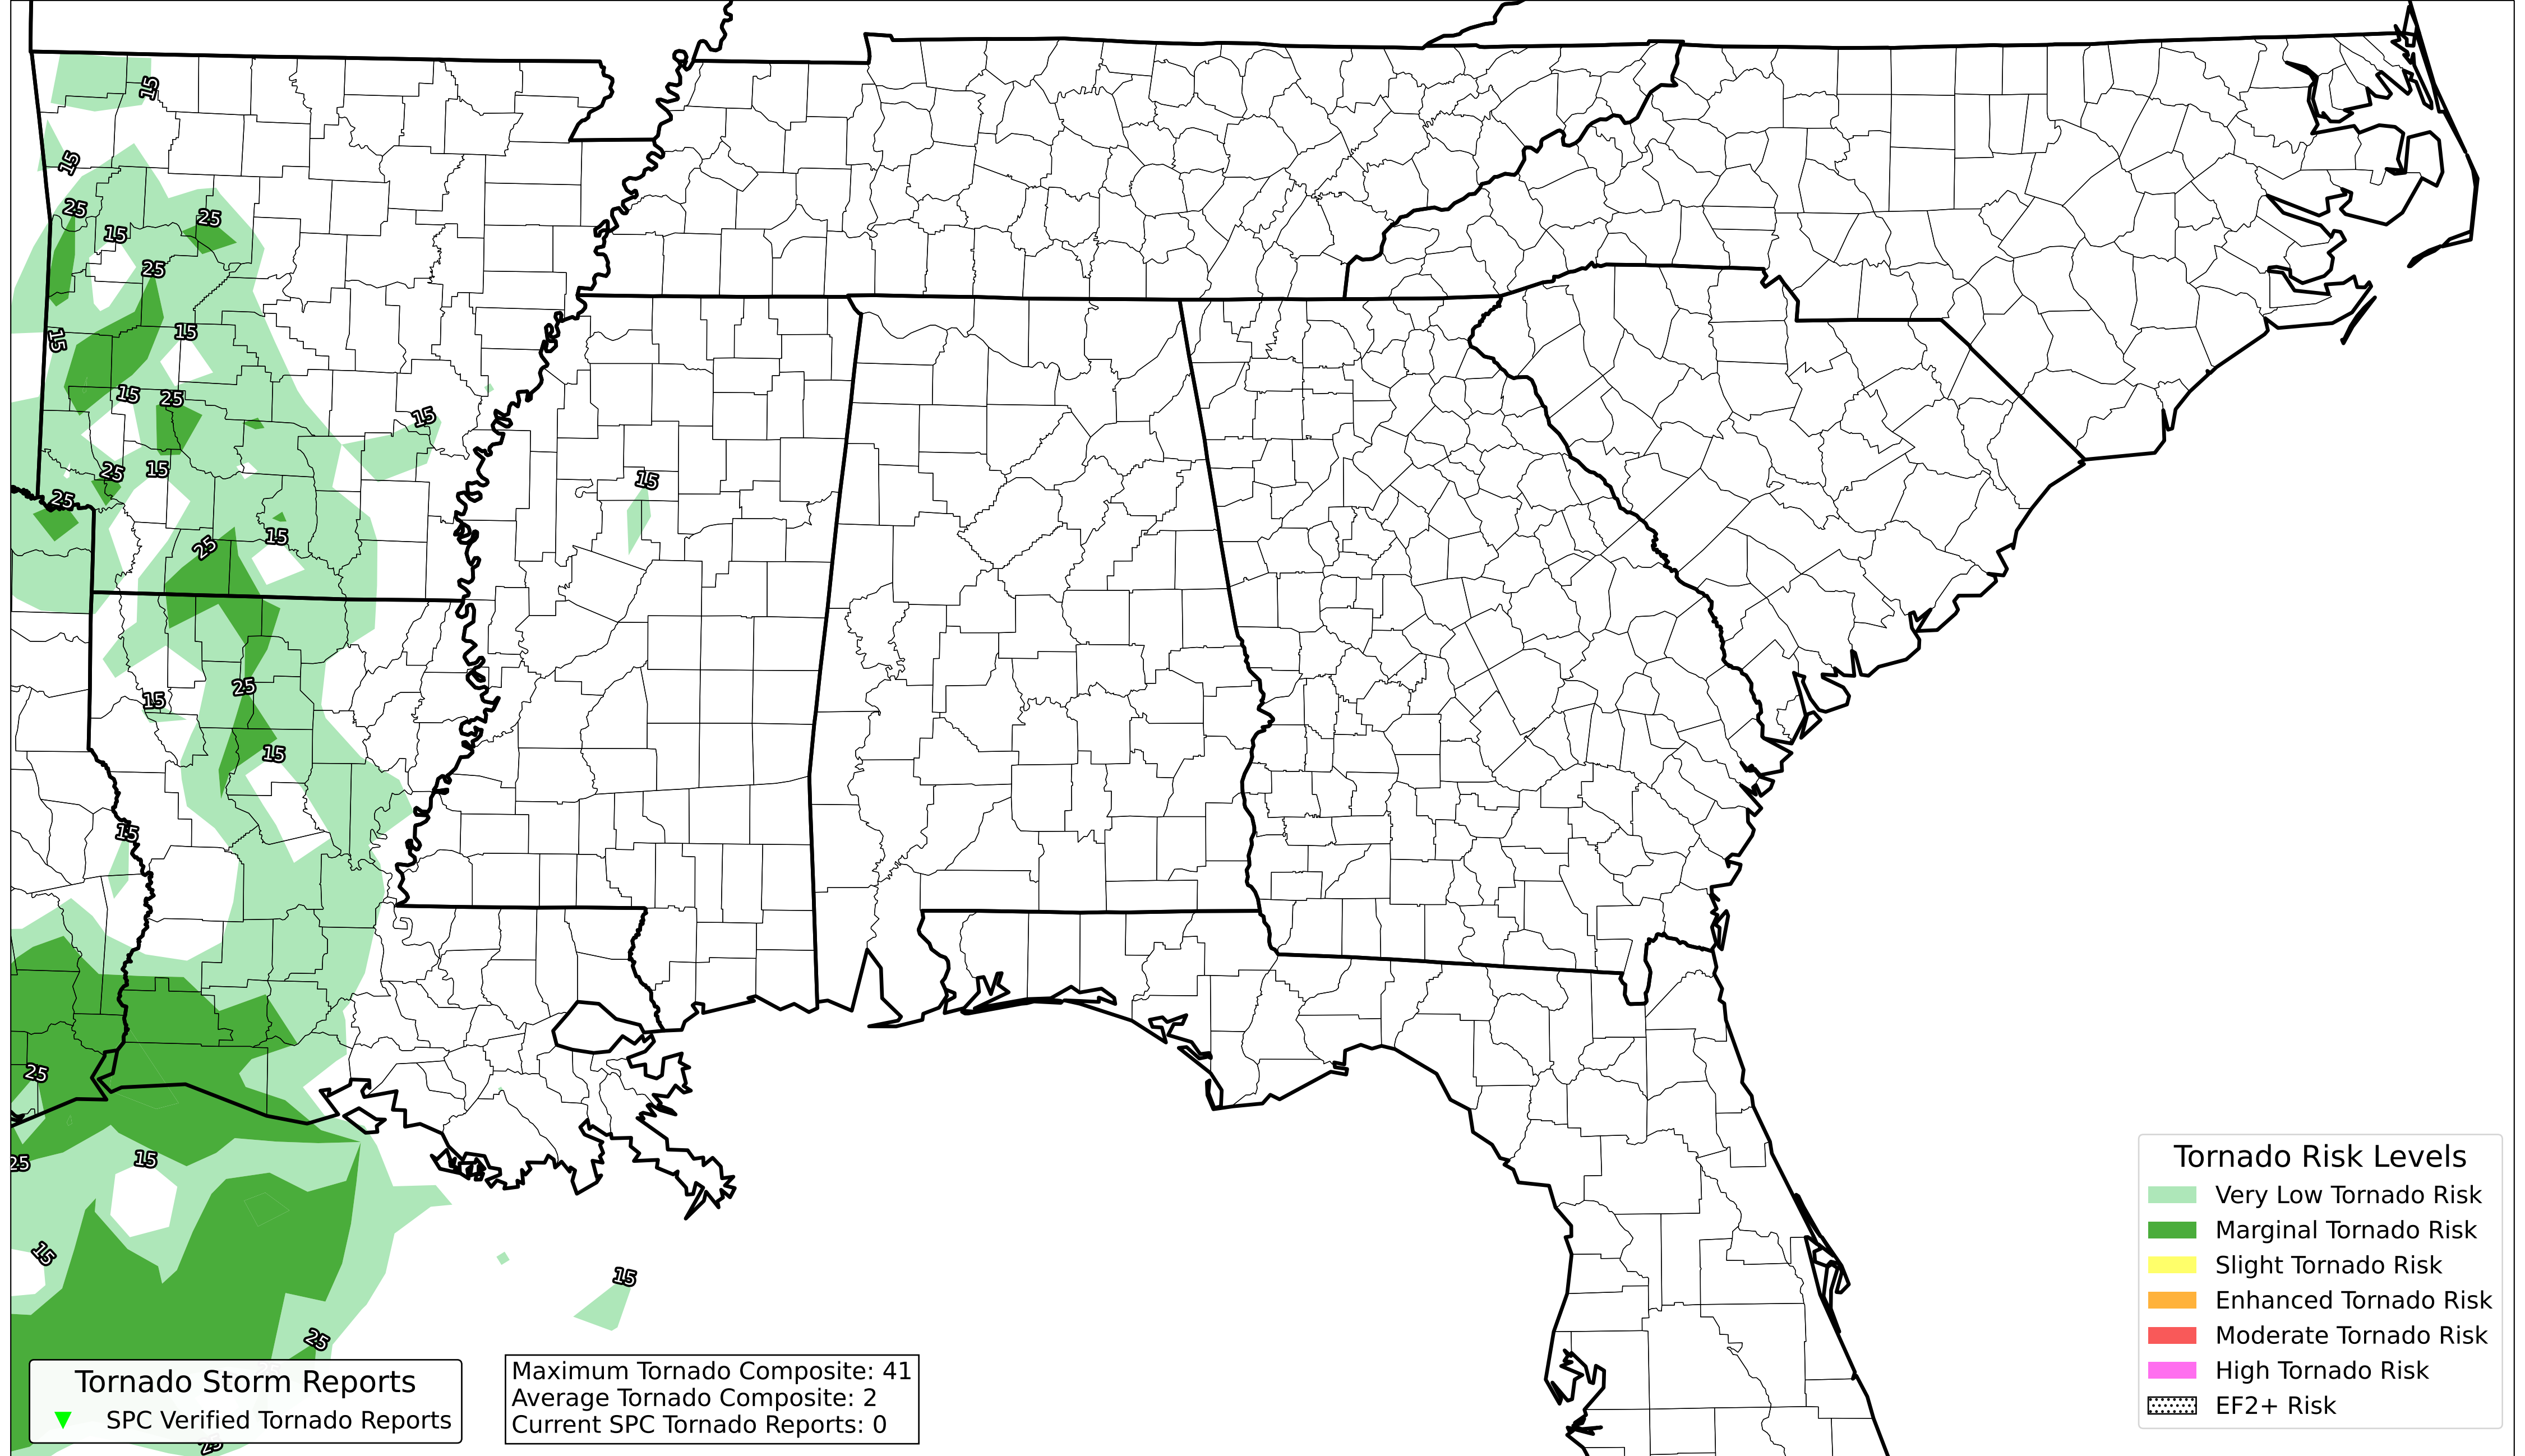 15
15
25
25
15
25
15
15
15
25
15
25
15
25
15
25
15
25
15
25
15
15
15
25
25
15
15
15
25
25
Tornado Storm Reports
SPC Verified Tornado Reports
Maximum Tornado Composite: 41
Average Tornado Composite: 2
Current SPC Tornado Reports: 0
Tornado Risk Levels
Very Low Tornado Risk
Marginal Tornado Risk
Slight Tornado Risk
Enhanced Tornado Risk
Moderate Tornado Risk
High Tornado Risk
EF2+ Risk